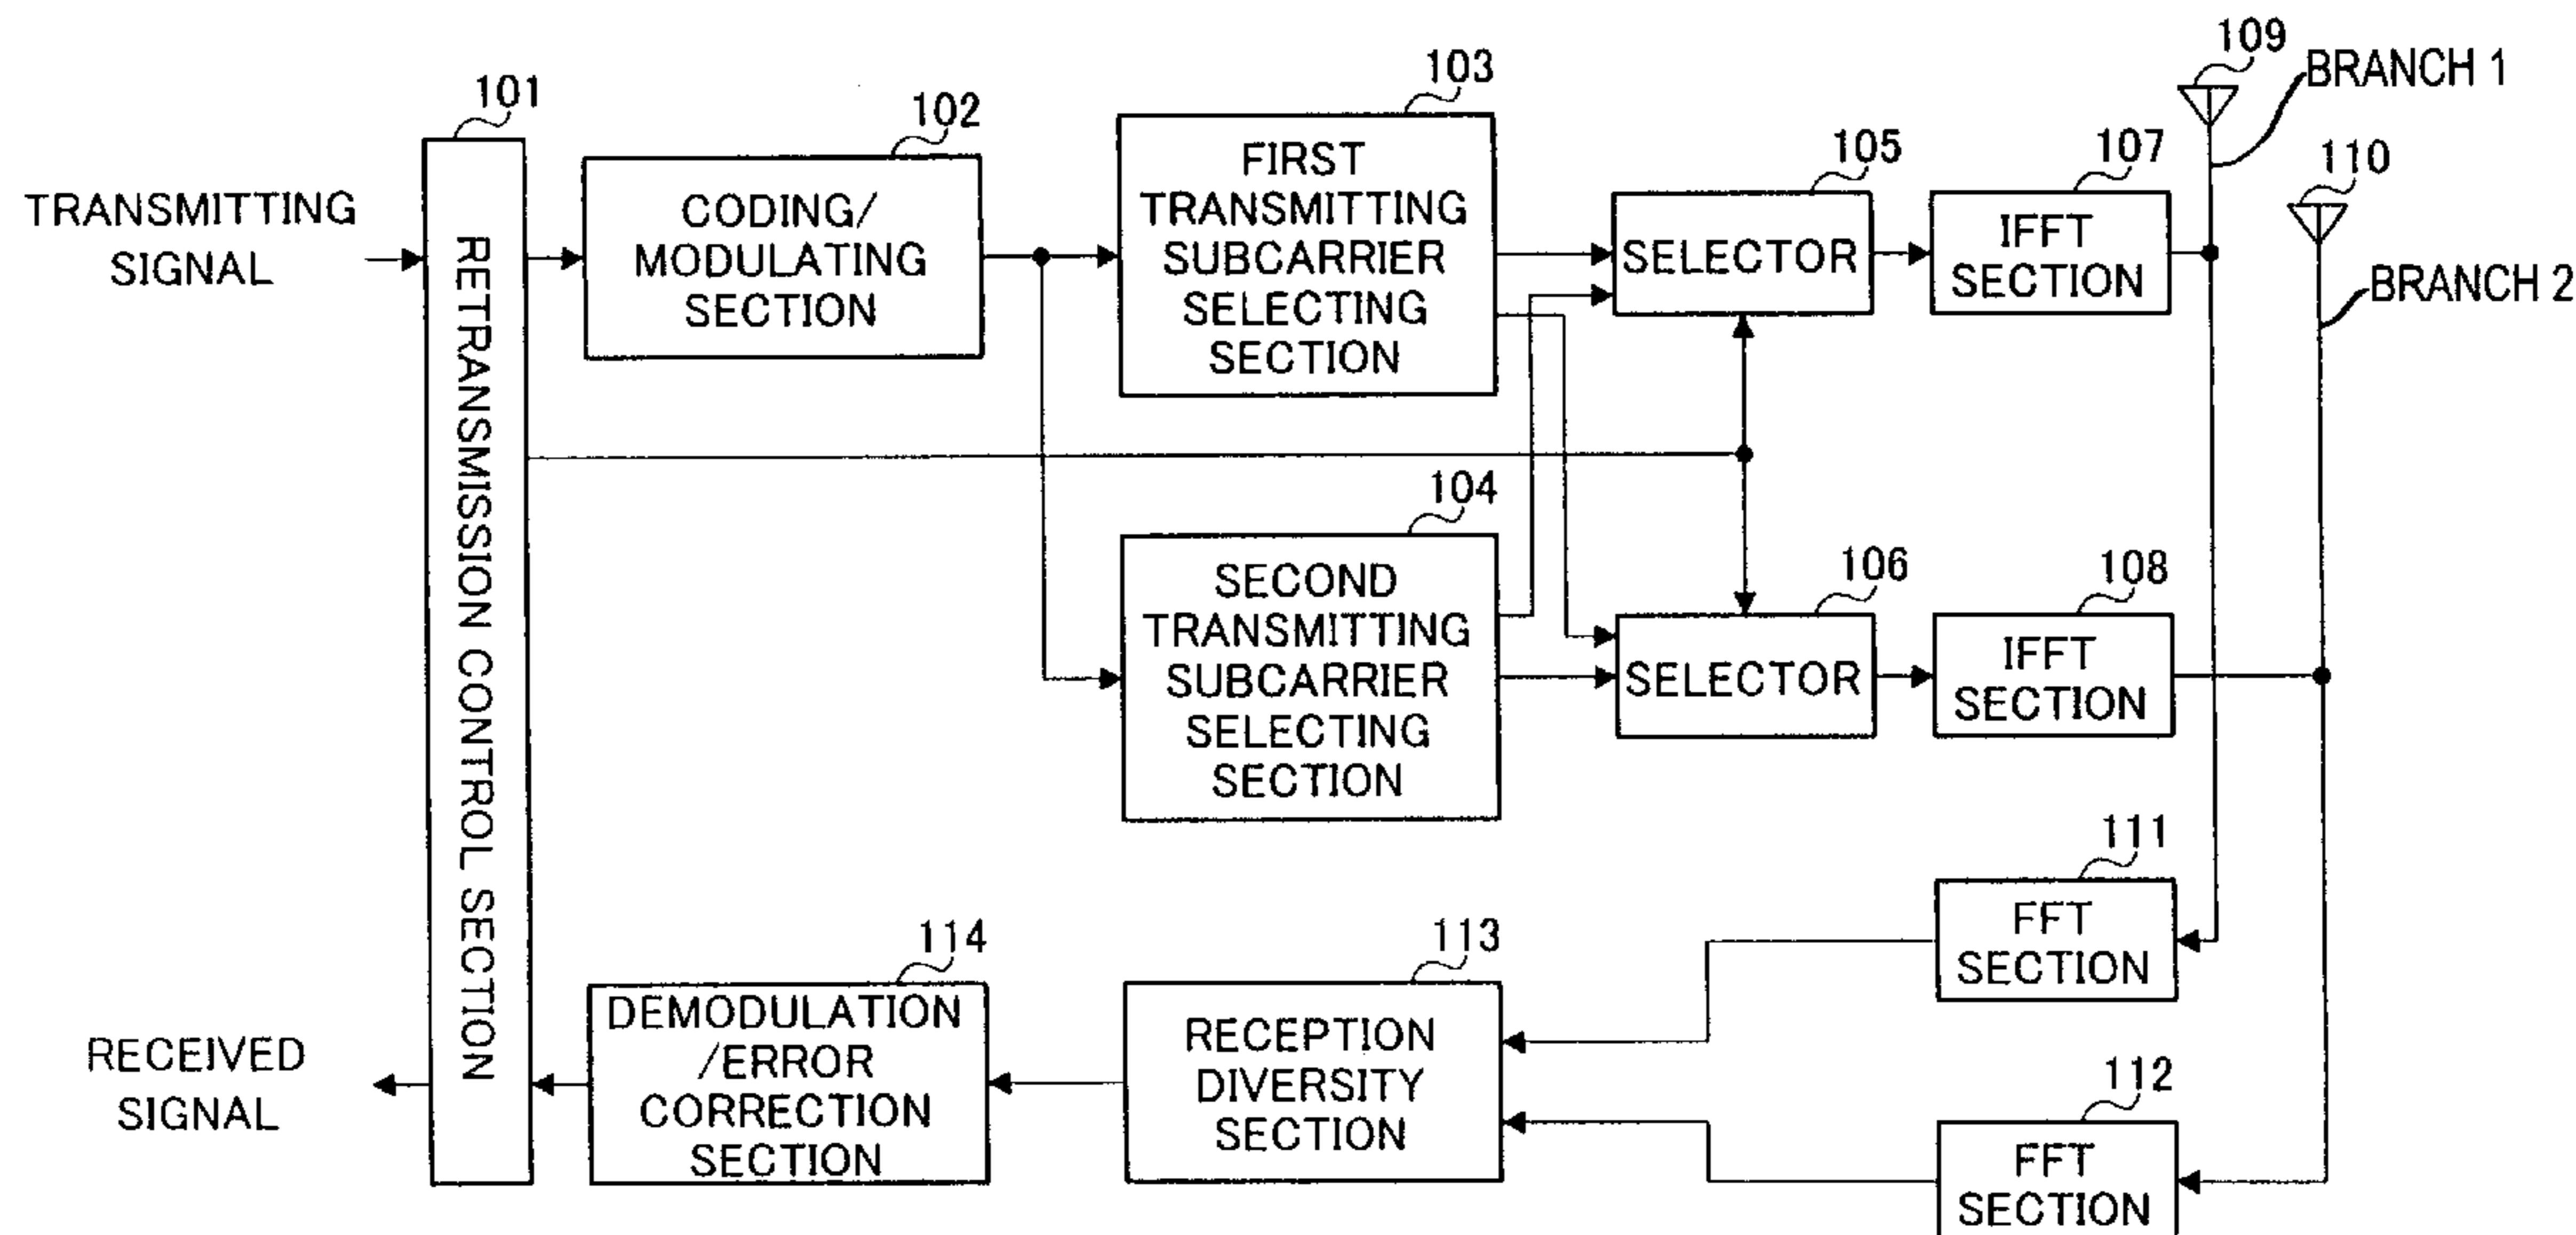 TRANSMITTING
SIGNAL
101
RETRANSMISSION CONTROL SECTION
102
CODING/
MODULATING
SECTION
103
FIRST
TRANSMITTING
SUBCARRIER
SELECTING
SECTION
105
SELECTOR
107
IFFT
SECTION
109
BRANCH 1
110
BRANCH 2
104
SECOND
TRANSMITTING
SUBCARRIER
SELECTING
SECTION
106
SELECTOR
108
IFFT
SECTION
111
FFT
SECTION
112
FFT
SECTION
113
RECEPTION
DIVERSITY
SECTION
114
DEMODULATION
/ERROR
CORRECTION
SECTION
RECEIVED
SIGNAL